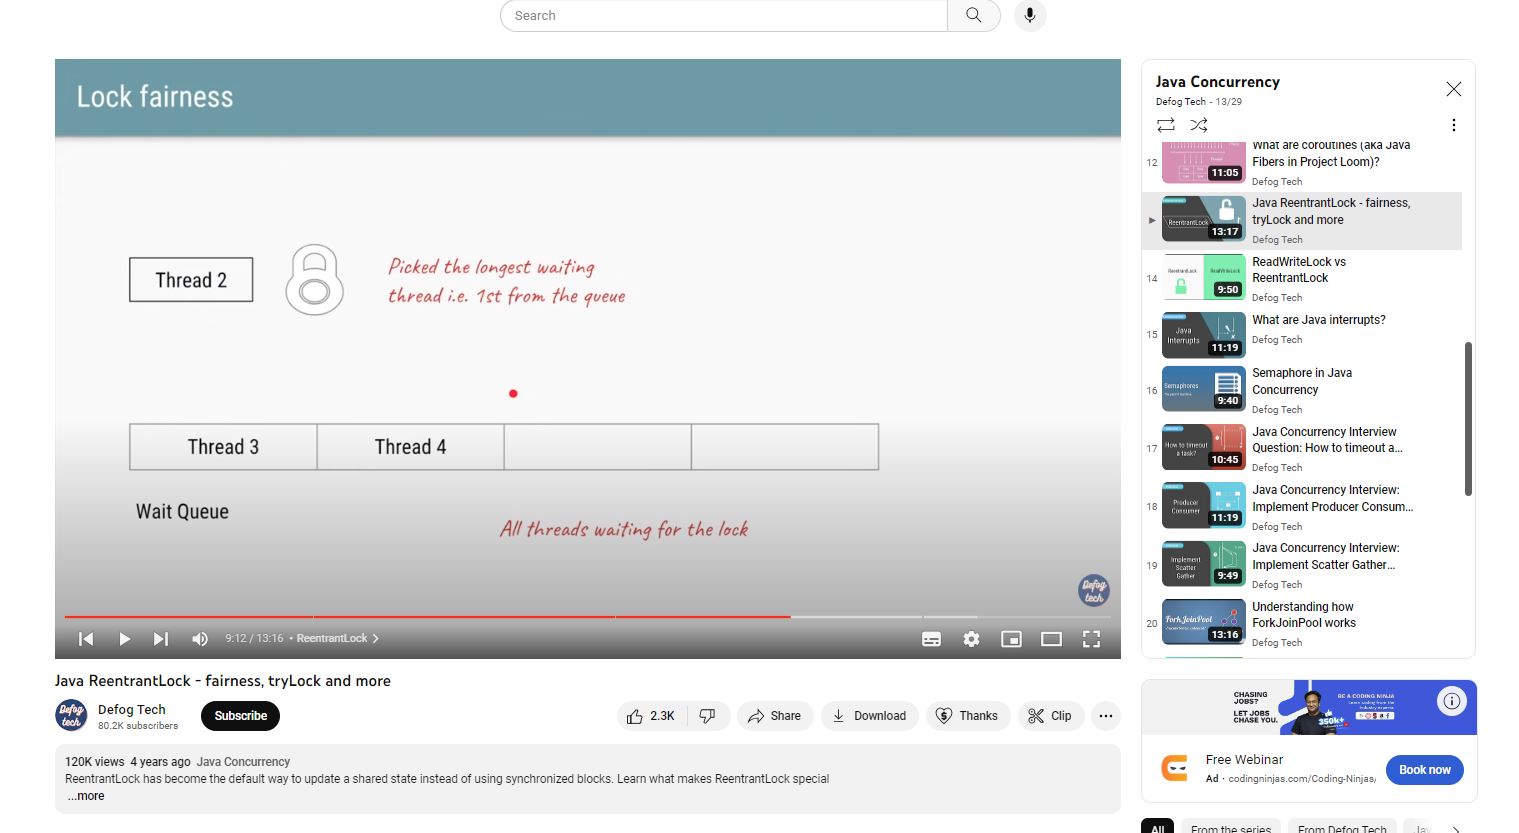 Search
Lock fairness
Thread 2
Picked the longest waiting
thread i.e. 1st from the queue
Thread 3
Thread 4
Wait Queue
All threads waiting for the lock
Defog
tech
9:12 / 13:16 • ReentrantLock
Java ReentrantLock - fairness, tryLock and more
Defog
tech
Defog Tech
80.2K subscribers
Subscribe
2.3K
Share
Download
Thanks
Clip
120K views 4 years ago Java Concurrency
ReentrantLock has become the default way to update a shared state instead of using synchronized blocks. Learn what makes ReentrantLock special
...more
Java Concurrency
Defog Tech - 13/29
12
11:05
What are coroutines (aka Java
Fibers in Project Loom)?
Defog Tech
ReentrantLock
13:17
Java ReentrantLock - fairness,
tryLock and more
Defog Tech
14
ReentrantLock
ReadWriteLock
9:50
ReadWriteLock vs
ReentrantLock
Defog Tech
15
Java
Interrupts
11:19
What are Java interrupts?
Defog Tech
16
Semaphores
9:40
Semaphore in Java
Concurrency
Defog Tech
17
How to timeout
a task?
10:45
Java Concurrency Interview
Question: How to timeout a...
Defog Tech
18
Producer
Consumer
11:19
Java Concurrency Interview:
Implement Producer Consum...
Defog Tech
19
Implement
Scatter
Gather
9:49
Java Concurrency Interview:
Implement Scatter Gather...
Defog Tech
20
ForkJoinPool
13:16
Understanding how
ForkJoinPool works
Defog Tech
CHASING
JOBS?
LET JOBS
CHASE YOU.
350k+
BE A CODING NINJA
Learn coding from the
industry experts
Free Webinar
Ad · codingninjas.com/Coding-Ninjas/
Book now
All
From the series
From Defog Tech
Jav